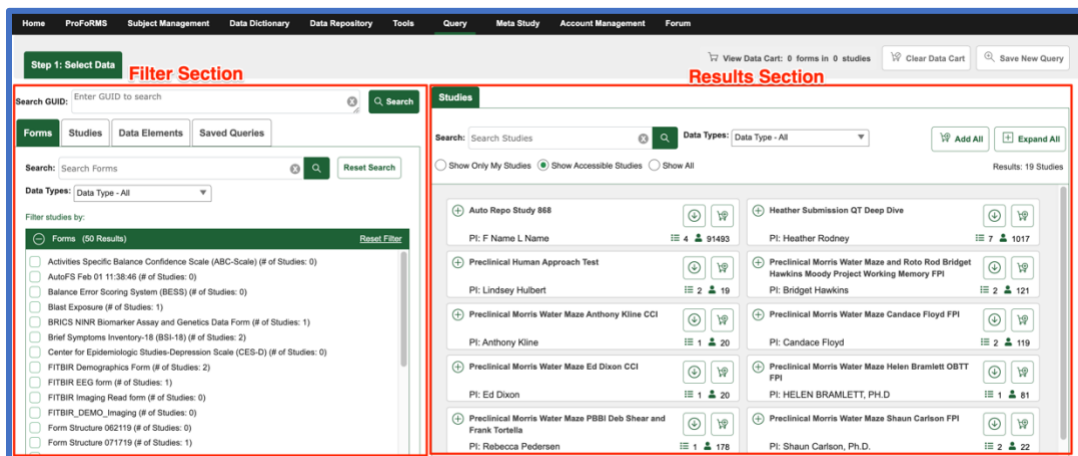 Home ProFoRMS Subject Management Data Dictionary Data Repository Tools Query Meta Study Account Management Forum
Step 1: Select Data
Filter Section
View Data Cart: 0 forms in 0 studies
Clear Data Cart
Save New Query
Results Section
Search GUID: Enter GUID to search
Search
Forms Studies Data Elements Saved Queries
Search: Search Forms
Reset Search
Data Types: Data Type - All
Filter studies by:
Forms (50 Results) Reset Filter
Activities Specific Balance Confidence Scale (ABC-Scale) (# of Studies: 0)
AutoFS Feb 01 11:38:46 (# of Studies: 0)
Balance Error Scoring System (BESS) (# of Studies: 0)
Blast Exposure (# of Studies: 1)
BRICS NINR Biomarker Assay and Genetics Data Form (# of Studies: 1)
Brief Symptoms Inventory-18 (BSI-18) (# of Studies: 2)
Center for Epidemiologic Studies-Depression Scale (CES-D) (# of Studies: 0)
FITBIR Demographics Form (# of Studies: 2)
FITBIR EEG form (# of Studies: 1)
FITBIR Imaging Read form (# of Studies: 0)
FITBIR_DEMO_Imaging (# of Studies: 0)
Form Structure 062119 (# of Studies: 0)
Form Structure 071719 (# of Studies: 1)
Studies
Search: Search Studies
Data Types: Data Type - All
Add All
Expand All
Show Only My Studies Show Accessible Studies Show All
Results: 19 Studies
Auto Repo Study 868
PI: F Name L Name 4 91493
Heather Submission QT Deep Dive
PI: Heather Rodney 7 1017
Preclinical Human Approach Test
PI: Lindsey Hulbert 2 19
Preclinical Morris Water Maze and Roto Rod Bridget
Hawkins Moody Project Working Memory FPI
PI: Bridget Hawkins 2 121
Preclinical Morris Water Maze Anthony Kline CCI
PI: Anthony Kline 1 20
Preclinical Morris Water Maze Candace Floyd FPI
PI: Candace Floyd 2 119
Preclinical Morris Water Maze Ed Dixon CCI
PI: Ed Dixon 1 20
Preclinical Morris Water Maze Helen Bramlett OBTT
FPI
PI: HELEN BRAMLETT, PH.D 1 81
Preclinical Morris Water Maze PBBI Deb Shear and
Frank Tortella
PI: Rebecca Pedersen 1 178
Preclinical Morris Water Maze Shaun Carlson FPI
PI: Shaun Carlson, Ph.D. 2 22